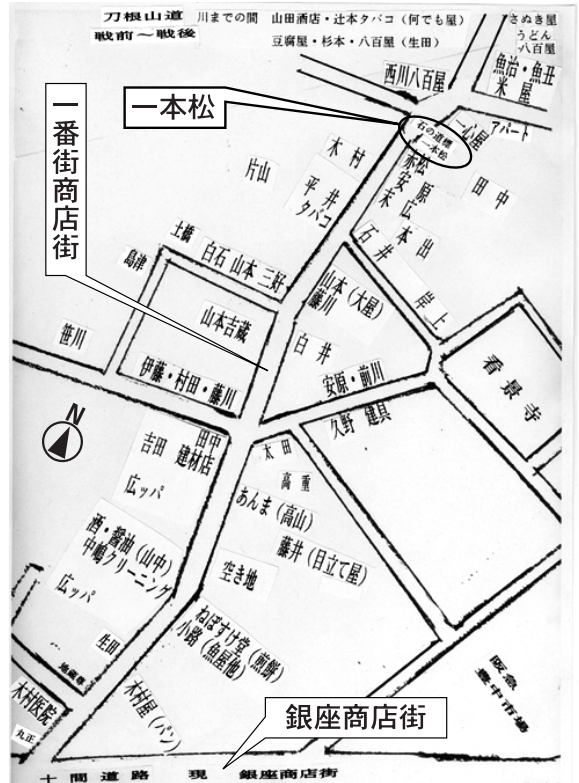 刀根山道
戦前〜戦後
川までの間 山田酒店・辻本タバコ（何でも屋）
豆腐屋・杉本・八百屋（生田）
さぬき屋
うどん
八百屋
魚治・魚丑
米屋
西川八百屋
一本松
石の道標
一本松
一心屋
アパート
一番街商店街
木村
片山
平井
タバコ
赤松
安原
末広
石井
田中
本出
岸上
土橋
島津
白石 山本 三好
山本（大屋）
藤川
山本吉蔵
白井
笹川
伊藤・村田・藤川
安原・前川
看景寺
久野 建具
N
田中
建材店
吉田
広ッパ
太田
高重
あんま（高山）
藤井（目立て屋）
酒・醤油（山中）
中嶋クリーニング
広ッパ
空き地
生田
ねぼすけ堂（煎餅）
小路（魚屋他）
地蔵尊
木村医院
丸正
木村屋（パン）
阪急
豊中市場
銀座商店街
十間道路 現 銀座商店街